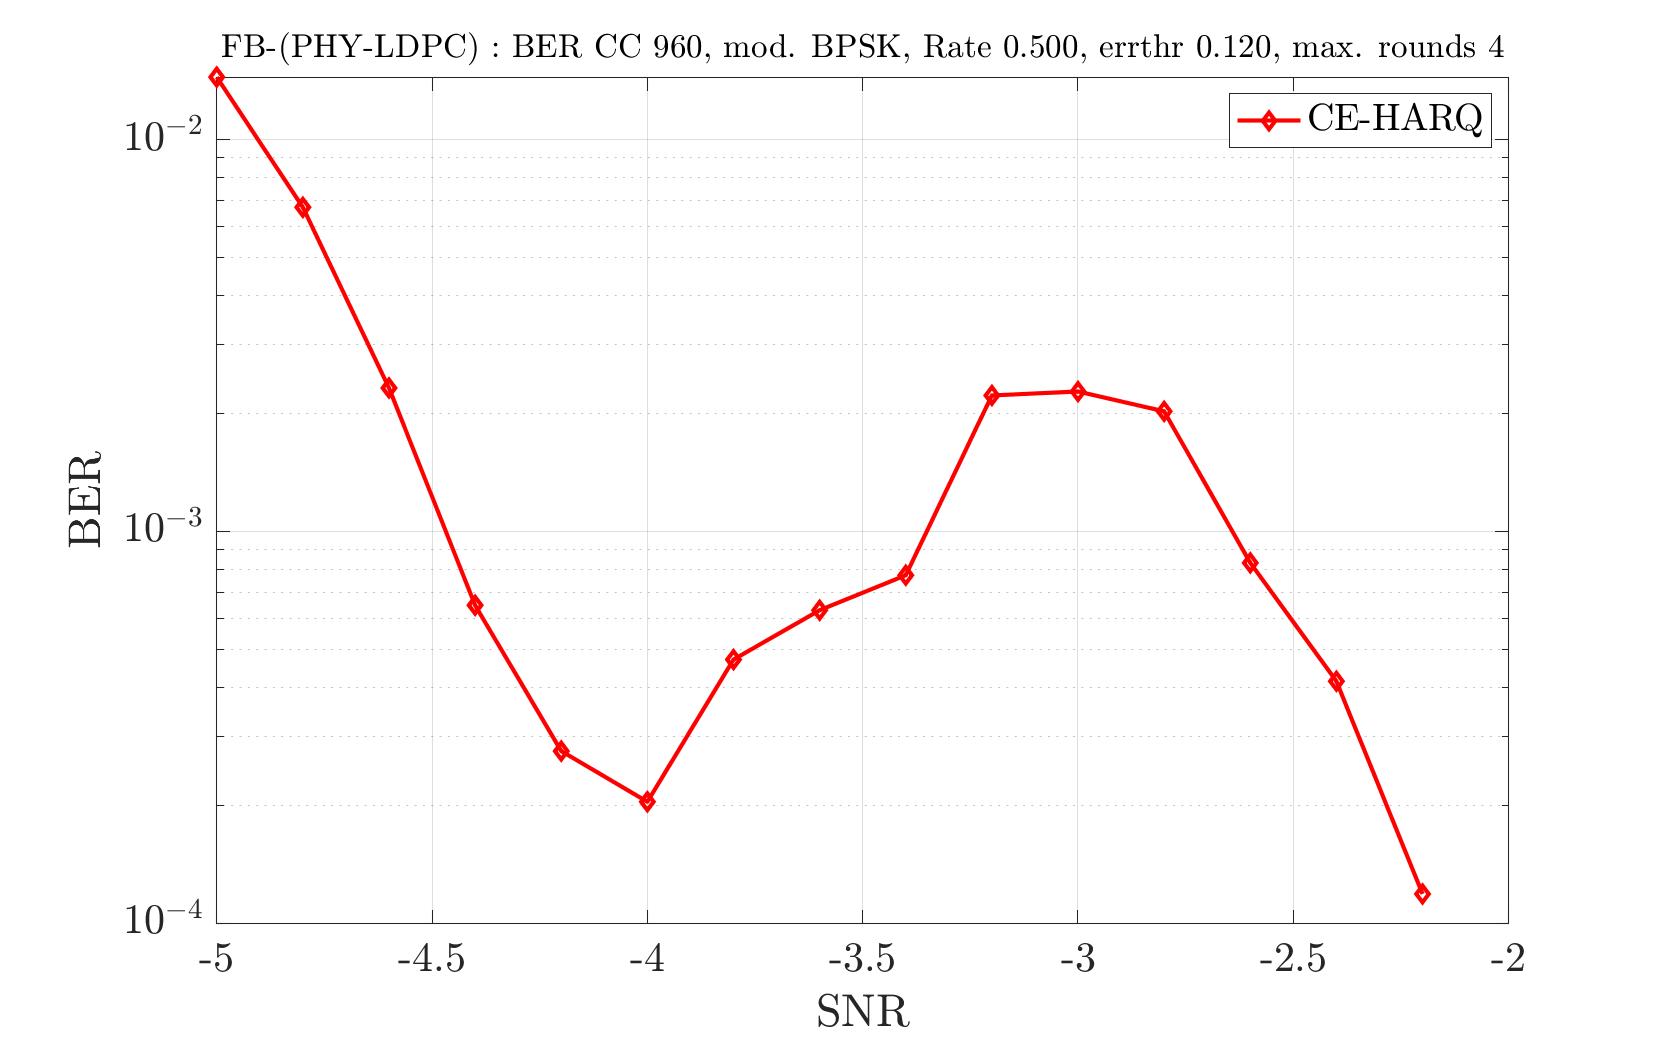 FB-(PHY-LDPC) : BER CC 960, mod. BPSK, Rate 0.500, errthr 0.120, max. rounds 4
CE-HARQ
10⁻²
10⁻³
10⁻⁴
BER
-5 -4.5 -4 -3.5 -3 -2.5 -2
SNR